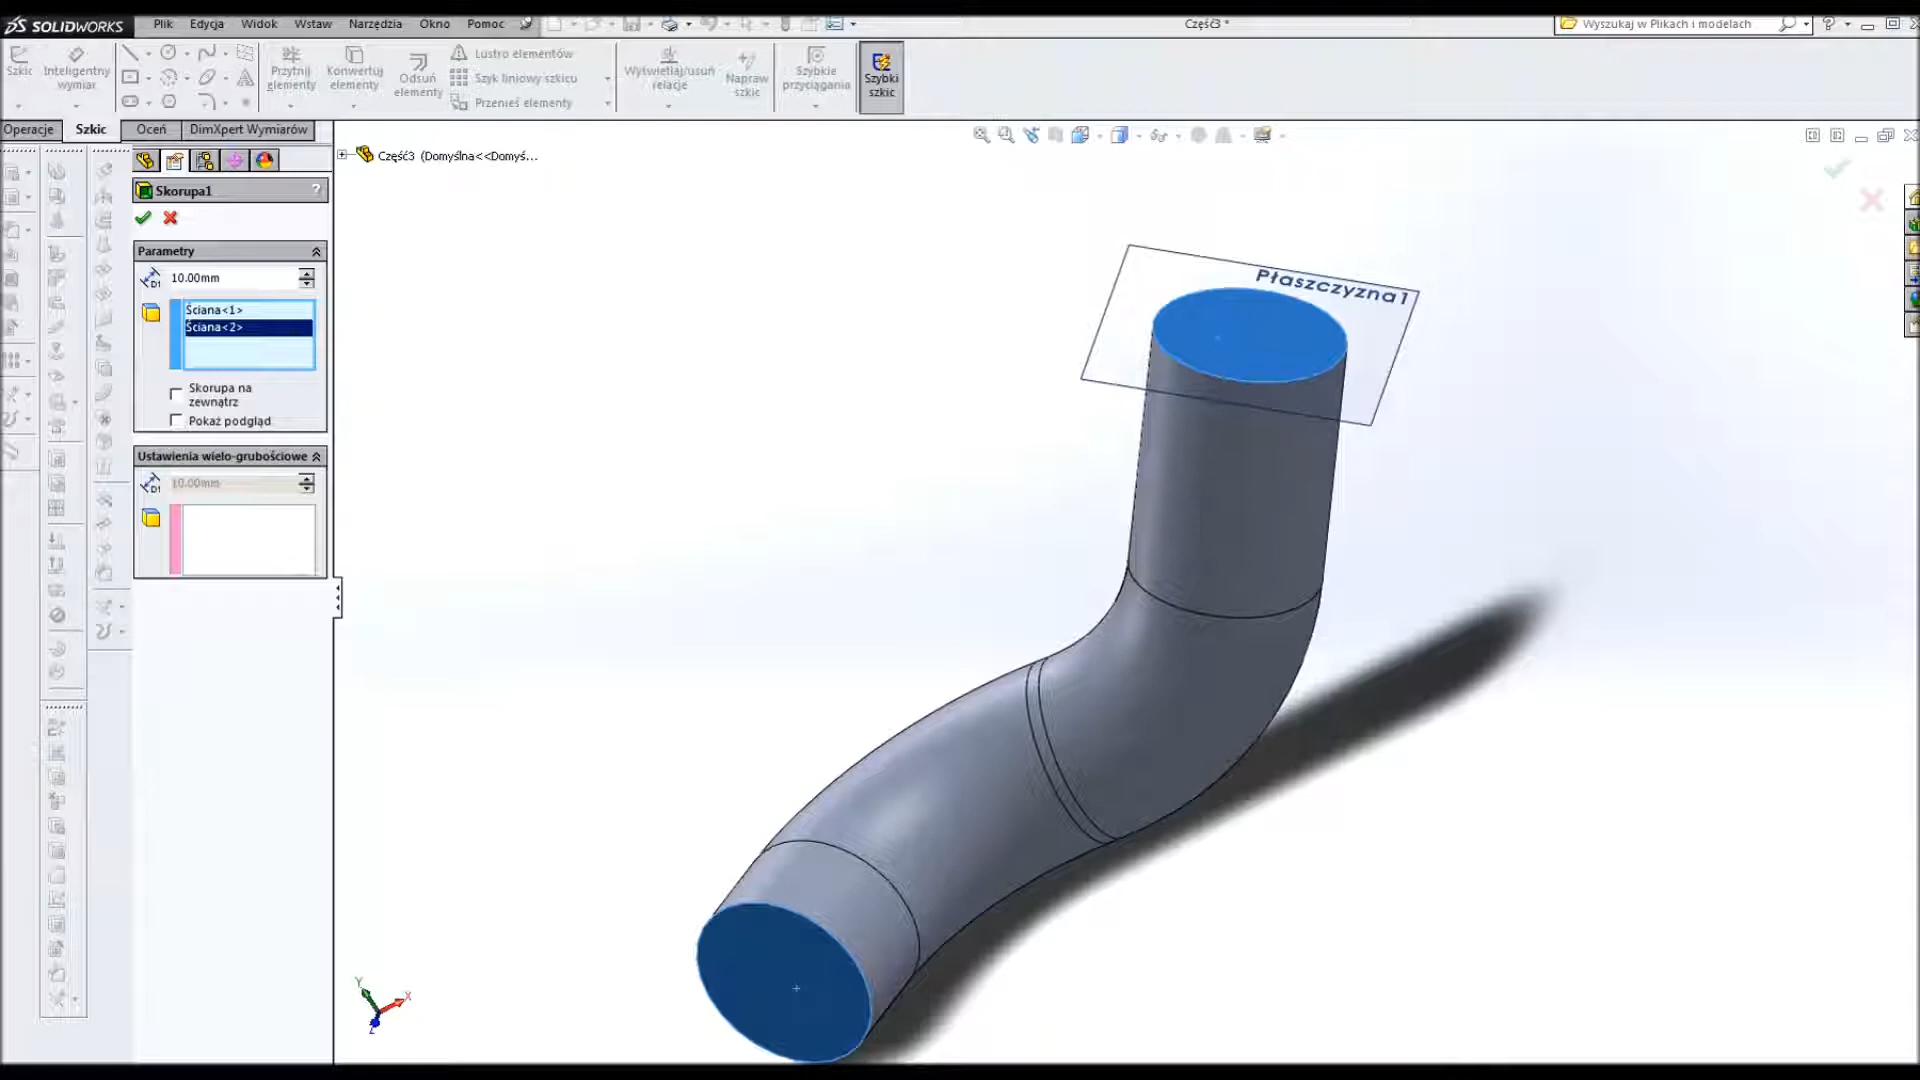 SOLIDWORKS Plik Edycja Widok Wstaw Narzędzia Okno Pomoc Część3 * Wyszukaj w Plikach i modelach
Szkic
Inteligentny
wymiar
Przytnij
elementy
Konwertuj
elementy
Odsuń
elementy
Lustro elementów
Szyk liniowy szkicu
Przenieś elementy
Wyświetlaj/usuń
relacje
Napraw
szkic
Szybkie
przyciągania
Szybki
szkic
Operacje Szkic Oceń DimXpert Wymiarów
Część3 (Domyślna<<Domyś...
Skorupa1 ?
Parametry
D1 10.00mm
Ściana<1>
Ściana<2>
Skorupa na
zewnątrz
Pokaż podgląd
Ustawienia wielo-grubościowe
D1 10.00mm
Płaszczyzna1
Y
X
Z